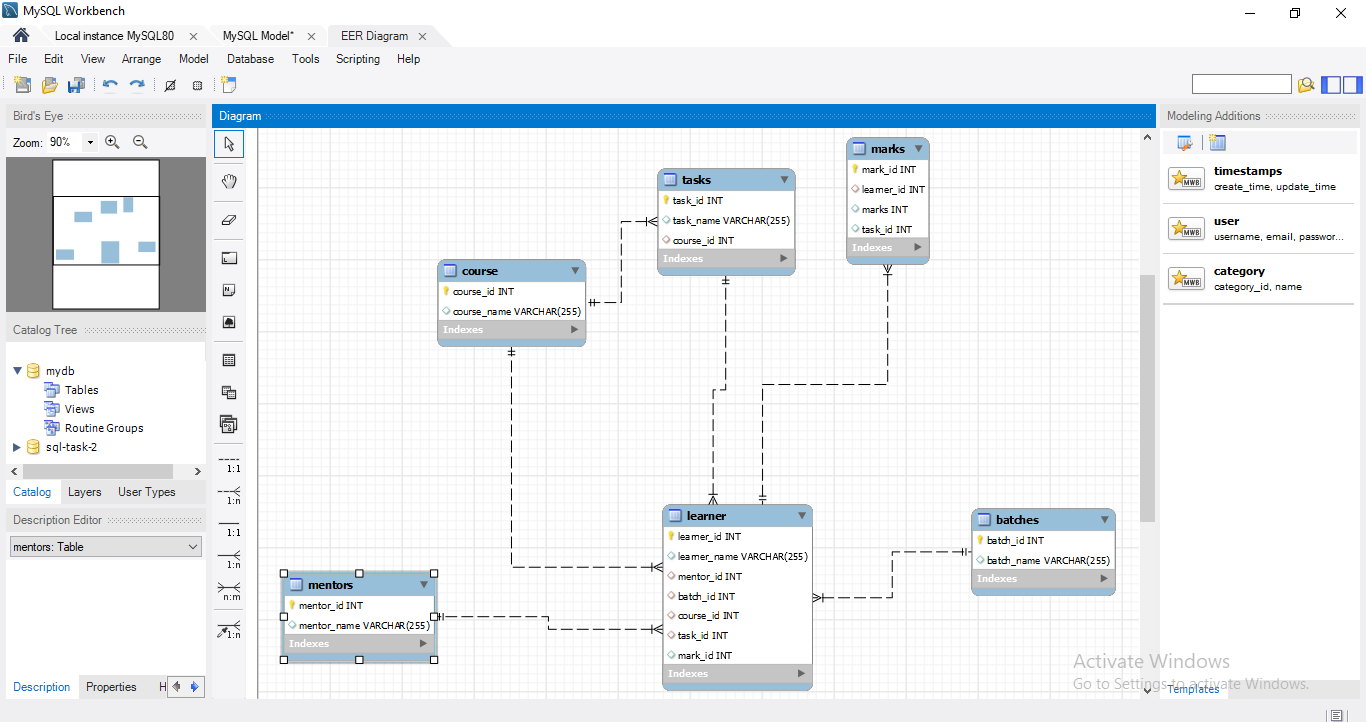 MySQL Workbench
Local instance MySQL80
MySQL Model*
EER Diagram
File Edit View Arrange Model Database Tools Scripting Help
Bird's Eye
Zoom: 90%
Catalog Tree
mydb
Tables
Views
Routine Groups
sql-task-2
Catalog Layers User Types
Description Editor
mentors: Table
Description Properties H
Diagram
1:1
1:n
1:1
1:n
n:m
1:n
marks
mark_id INT
learner_id INT
marks INT
task_id INT
Indexes
tasks
task_id INT
task_name VARCHAR(255)
course_id INT
Indexes
course
course_id INT
course_name VARCHAR(255)
Indexes
learner
learner_id INT
learner_name VARCHAR(255)
mentor_id INT
batch_id INT
course_id INT
task_id INT
mark_id INT
Indexes
batches
batch_id INT
batch_name VARCHAR(255)
Indexes
mentors
mentor_id INT
mentor_name VARCHAR(255)
Indexes
Modeling Additions
MWB
timestamps
create_time, update_time
MWB
user
username, email, passwor...
MWB
category
category_id, name
Activate Windows
Go to Settings to activate Windows.
Templates